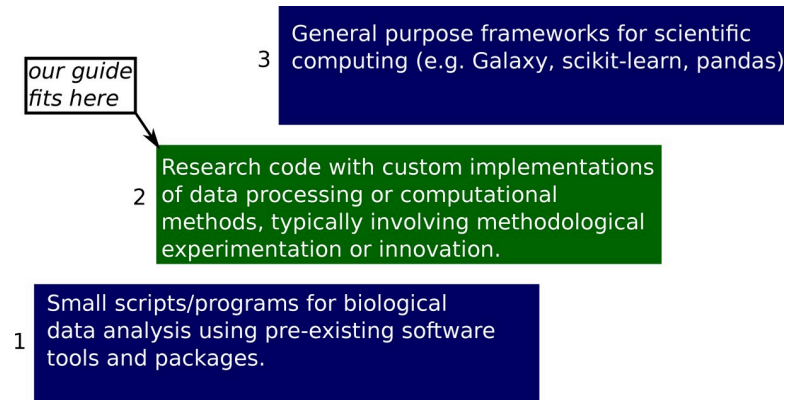 3
General purpose frameworks for scientific
computing (e.g. Galaxy, scikit-learn, pandas)
our guide
fits here
2
Research code with custom implementations
of data processing or computational
methods, typically involving methodological
experimentation or innovation.
1
Small scripts/programs for biological
data analysis using pre-existing software
tools and packages.